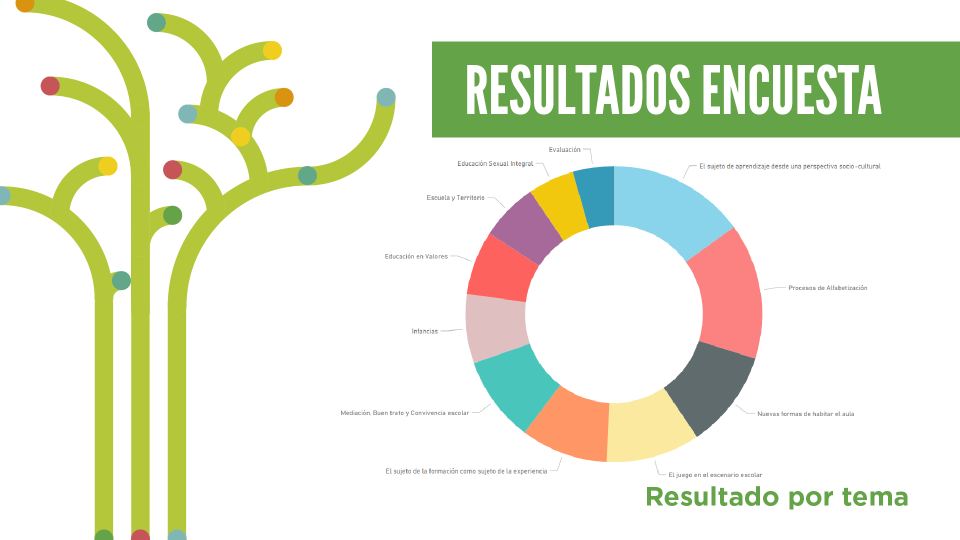 RESULTADOS ENCUESTA
Evaluación
Educación Sexual Integral
El sujeto de aprendizaje desde una perspectiva socio-cultural
Escuela y Territorio
Educación en Valores
Procesos de Alfabetización
Infancias
Mediación, Buen trato y Convivencia escolar
Nuevas formas de habitar el aula
El sujeto de la formación como sujeto de la experiencia
El juego en el escenario escolar
Resultado por tema